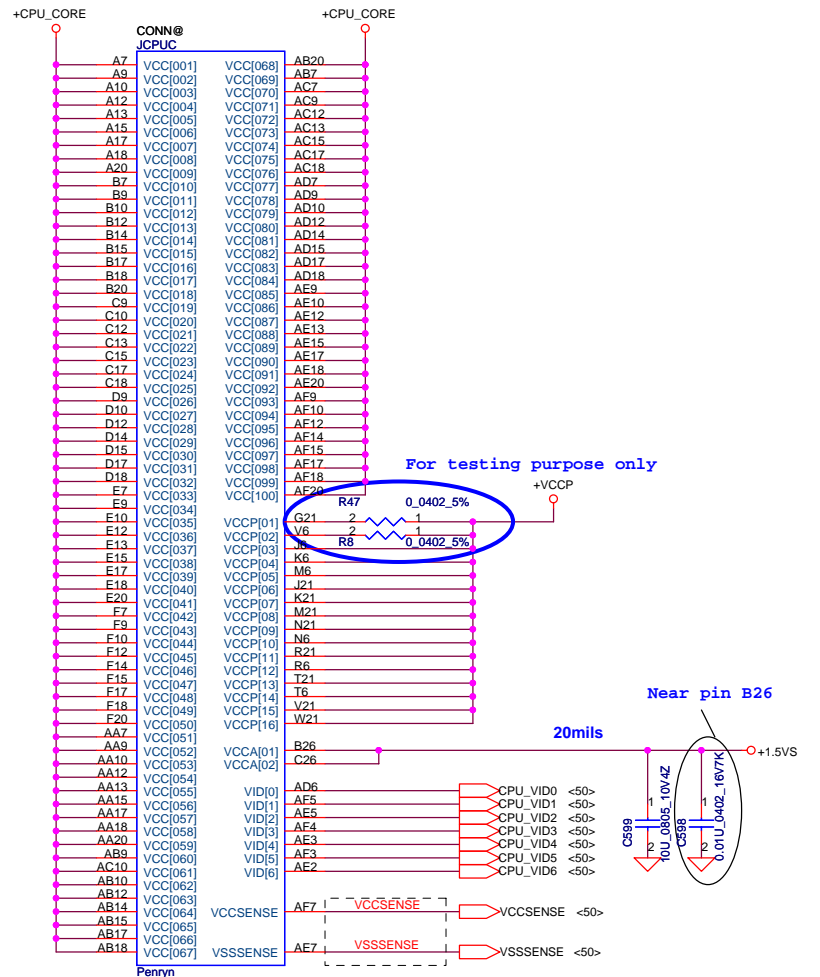 +CPU_CORE +CPU_CORE
CONN@
JCPUC
A7 VCC[001] VCC[068] AB20
A9 VCC[002] VCC[069] AB7
A10 VCC[003] VCC[070] AC7
A12 VCC[004] VCC[071] AC9
A13 VCC[005] VCC[072] AC12
A15 VCC[006] VCC[073] AC13
A17 VCC[007] VCC[074] AC15
A18 VCC[008] VCC[075] AC17
A20 VCC[009] VCC[076] AC18
B7 VCC[010] VCC[077] AD7
B9 VCC[011] VCC[078] AD9
B10 VCC[012] VCC[079] AD10
B12 VCC[013] VCC[080] AD12
B14 VCC[014] VCC[081] AD14
B15 VCC[015] VCC[082] AD15
B17 VCC[016] VCC[083] AD17
B18 VCC[017] VCC[084] AD18
B20 VCC[018] VCC[085] AE9
C9 VCC[019] VCC[086] AE10
C10 VCC[020] VCC[087] AE12
C12 VCC[021] VCC[088] AE13
C13 VCC[022] VCC[089] AE15
C15 VCC[023] VCC[090] AE17
C17 VCC[024] VCC[091] AE18
C18 VCC[025] VCC[092] AE20
D9 VCC[026] VCC[093] AF9
D10 VCC[027] VCC[094] AF10
D12 VCC[028] VCC[095] AF12
D14 VCC[029] VCC[096] AF14
D15 VCC[030] VCC[097] AF15
D17 VCC[031] VCC[098] AF17
D18 VCC[032] VCC[099] AF18
E7 VCC[033] VCC[100] AF20
For testing purpose only
+VCCP
E9 VCC[034]
R47 0_0402_5%
E10 VCC[035] VCCP[01] G21 2 1
E12 VCC[036] VCCP[02] V6 2 1
R8 0_0402_5%
E13 VCC[037] VCCP[03] J6
E15 VCC[038] VCCP[04] K6
E17 VCC[039] VCCP[05] M6
E18 VCC[040] VCCP[06] J21
E20 VCC[041] VCCP[07] K21
F7 VCC[042] VCCP[08] M21
F9 VCC[043] VCCP[09] N21
F10 VCC[044] VCCP[10] N6
F12 VCC[045] VCCP[11] R21
F14 VCC[046] VCCP[12] R6
F15 VCC[047] VCCP[13] T21
F17 VCC[048] VCCP[14] T6
F18 VCC[049] VCCP[15] V21
F20 VCC[050] VCCP[16] W21
Near pin B26
20mils
AA7 VCC[051]
AA9 VCC[052] VCCA[01] B26 +1.5VS
AA10 VCC[053] VCCA[02] C26
AA12 VCC[054]
AA13 VCC[055] VID[0] AD6 CPU_VID0 <50>
AA15 VCC[056] VID[1] AF5 CPU_VID1 <50>
AA17 VCC[057] VID[2] AE5 CPU_VID2 <50>
AA18 VCC[058] VID[3] AF4 CPU_VID3 <50>
AA20 VCC[059] VID[4] AE3 CPU_VID4 <50>
AB9 VCC[060] VID[5] AF3 CPU_VID5 <50>
AC10 VCC[061] VID[6] AE2 CPU_VID6 <50>
C599 1 2 10U_0805_10V4Z
C598 1 2 0.01U_0402_16V7K
AB10 VCC[062]
AB12 VCC[063]
AB14 VCC[064] VCCSENSE AF7 VCCSENSE VCCSENSE <50>
AB15 VCC[065]
AB17 VCC[066]
AB18 VCC[067] VSSSENSE AE7 VSSSENSE VSSSENSE <50>
Penryn